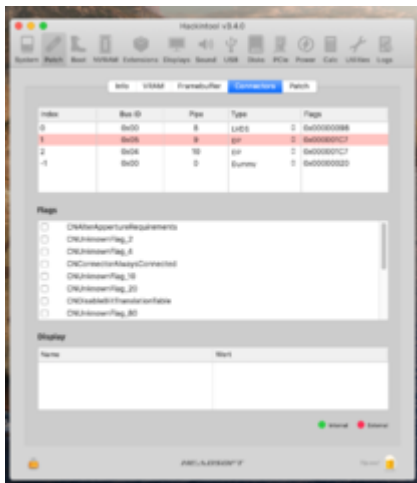 Hackintool v3.4.0
System Patch Boot NVRAM Extensions Displays Sound USB Disks PCIe Power Calc Utilities Logs
Info VRAM Framebuffer Connectors Patch
Index Bus ID Pipe Type Flags
0 0x00 8 LVDS 0x00000098
1 0x05 9 DP 0x000001C7
2 0x04 10 DP 0x000001C7
-1 0x00 0 Dummy 0x00000020
Flags
CNAlterAppertureRequirements
CNUnknownFlag_2
CNUnknownFlag_4
CNConnectorAlwaysConnected
CNUnknownFlag_10
CNUnknownFlag_20
CNDisableBlitTranslationTable
CNUnknownFlag_80
Display
Name Work
Internal External
HEADSOFT